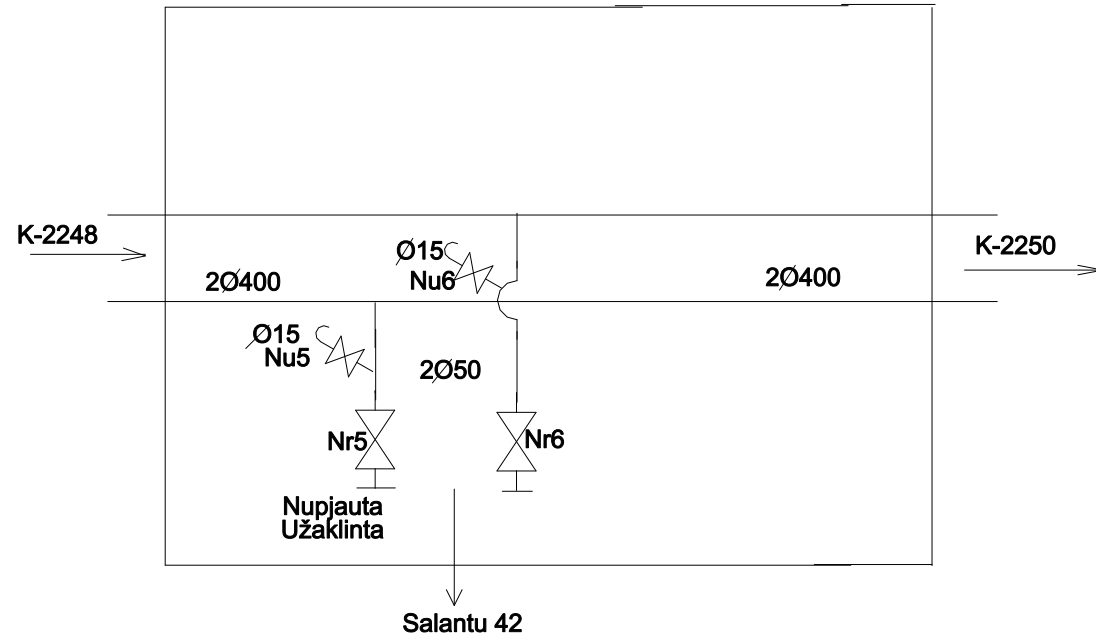 K-2248
K-2250
Ø15
Nu6
2Ø400
2Ø400
Ø15
Nu5
2Ø50
Nr5
Nr6
Nupjauta
Užaklinta
Salantu 42